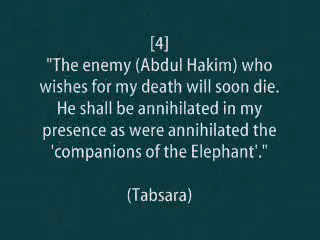 [4]
"The enemy (Abdul Hakim) who
wishes for my death will soon die.
He shall be annihilated in my
presence as were annihilated the
'companions of the Elephant'."
(Tabsara)